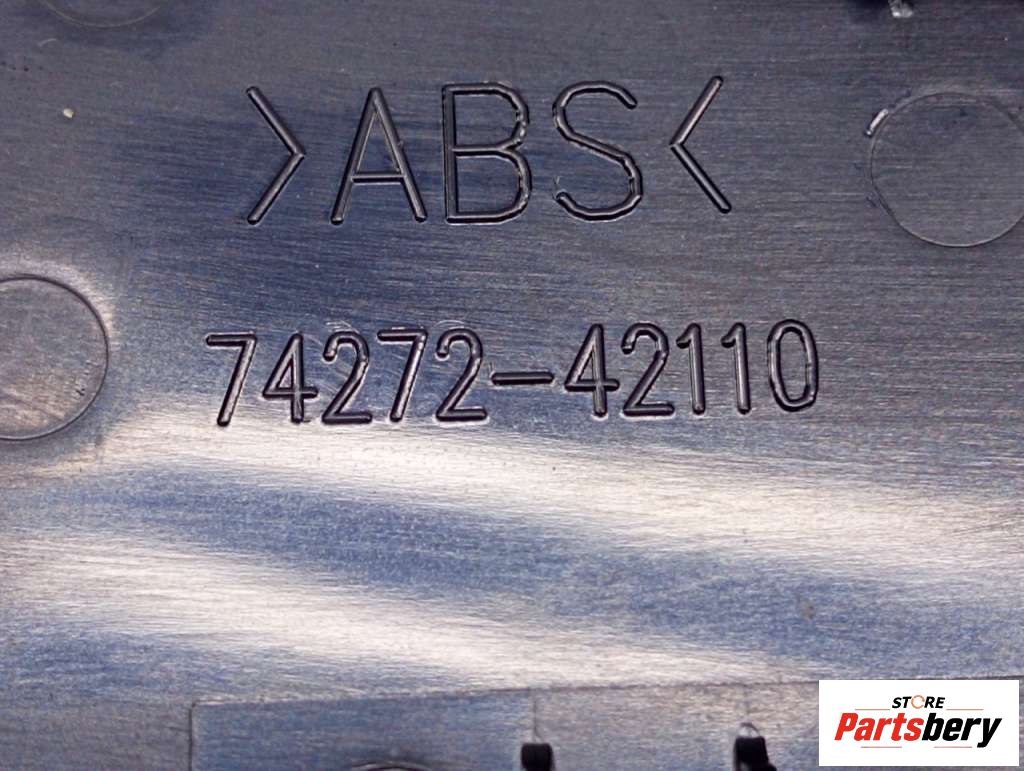 >ABS<
74272-42110
STORE
Partsbery